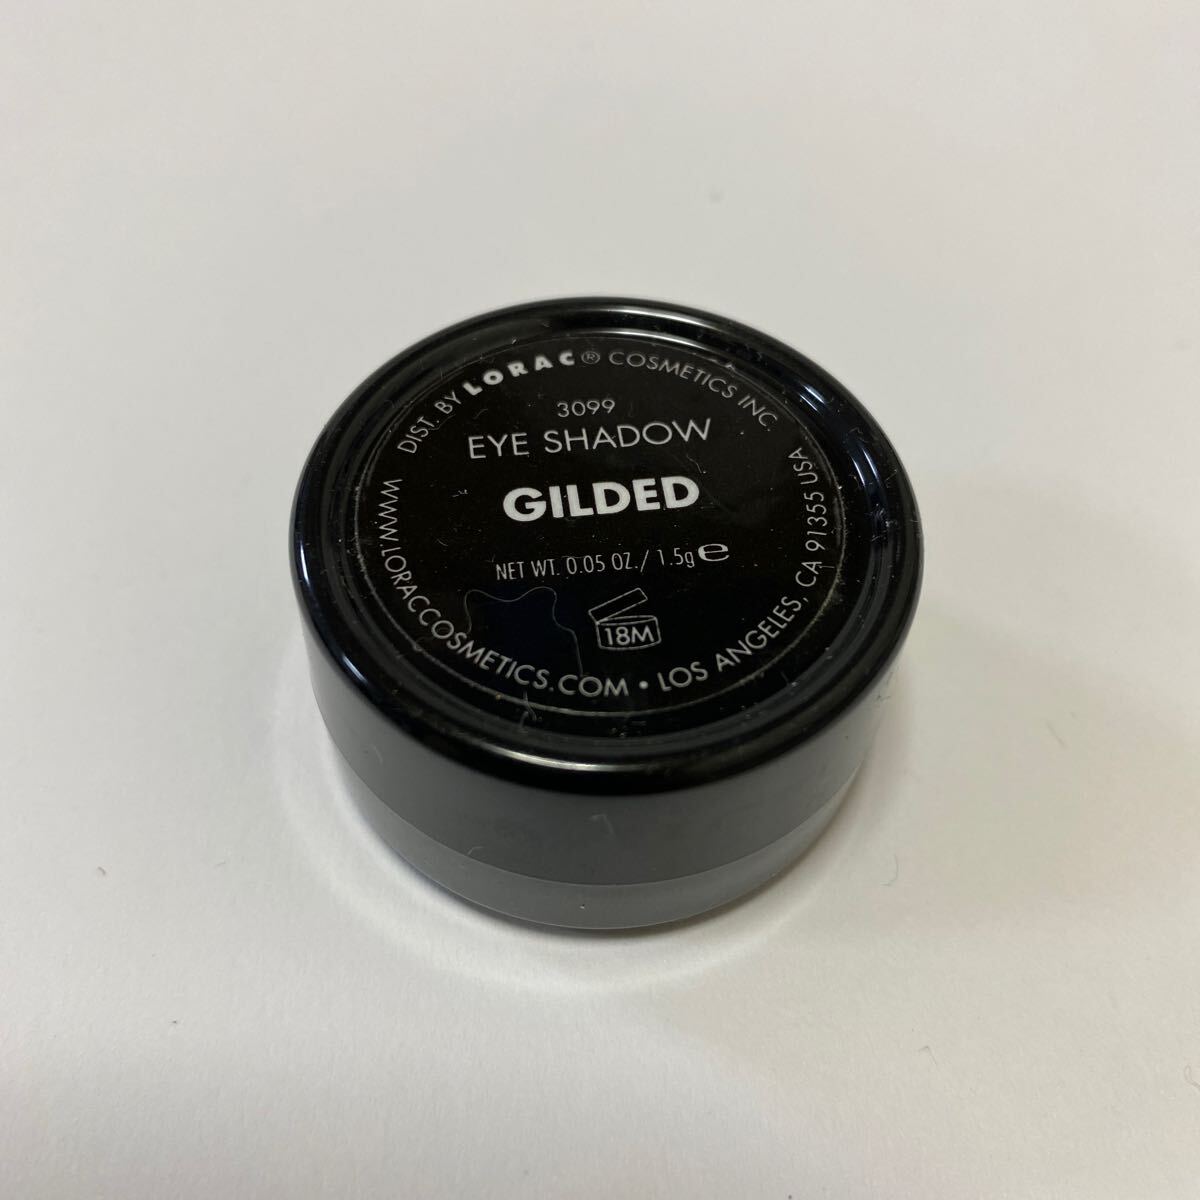 DIST. BY LORAC® COSMETICS INC.
3099
EYE SHADOW
GILDED
NET WT. 0.05 OZ./ 1.5g ℮
18M
WWW.LORACCOSMETICS.COM • LOS ANGELES, CA 91355 USA